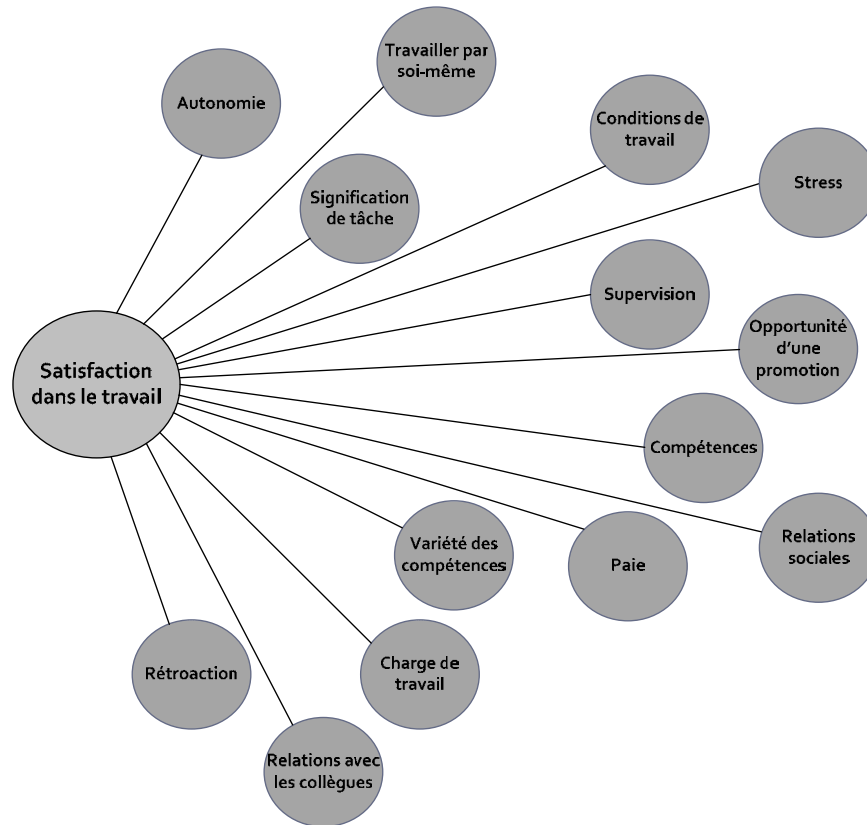 Travailler par
soi-même
Autonomie
Conditions de
travail
Stress
Signification
de tâche
Supervision
Opportunité
d'une
promotion
Satisfaction
dans le travail
Compétences
Variété des
compétences
Paie
Relations
sociales
Rétroaction
Charge de
travail
Relations avec
les collègues